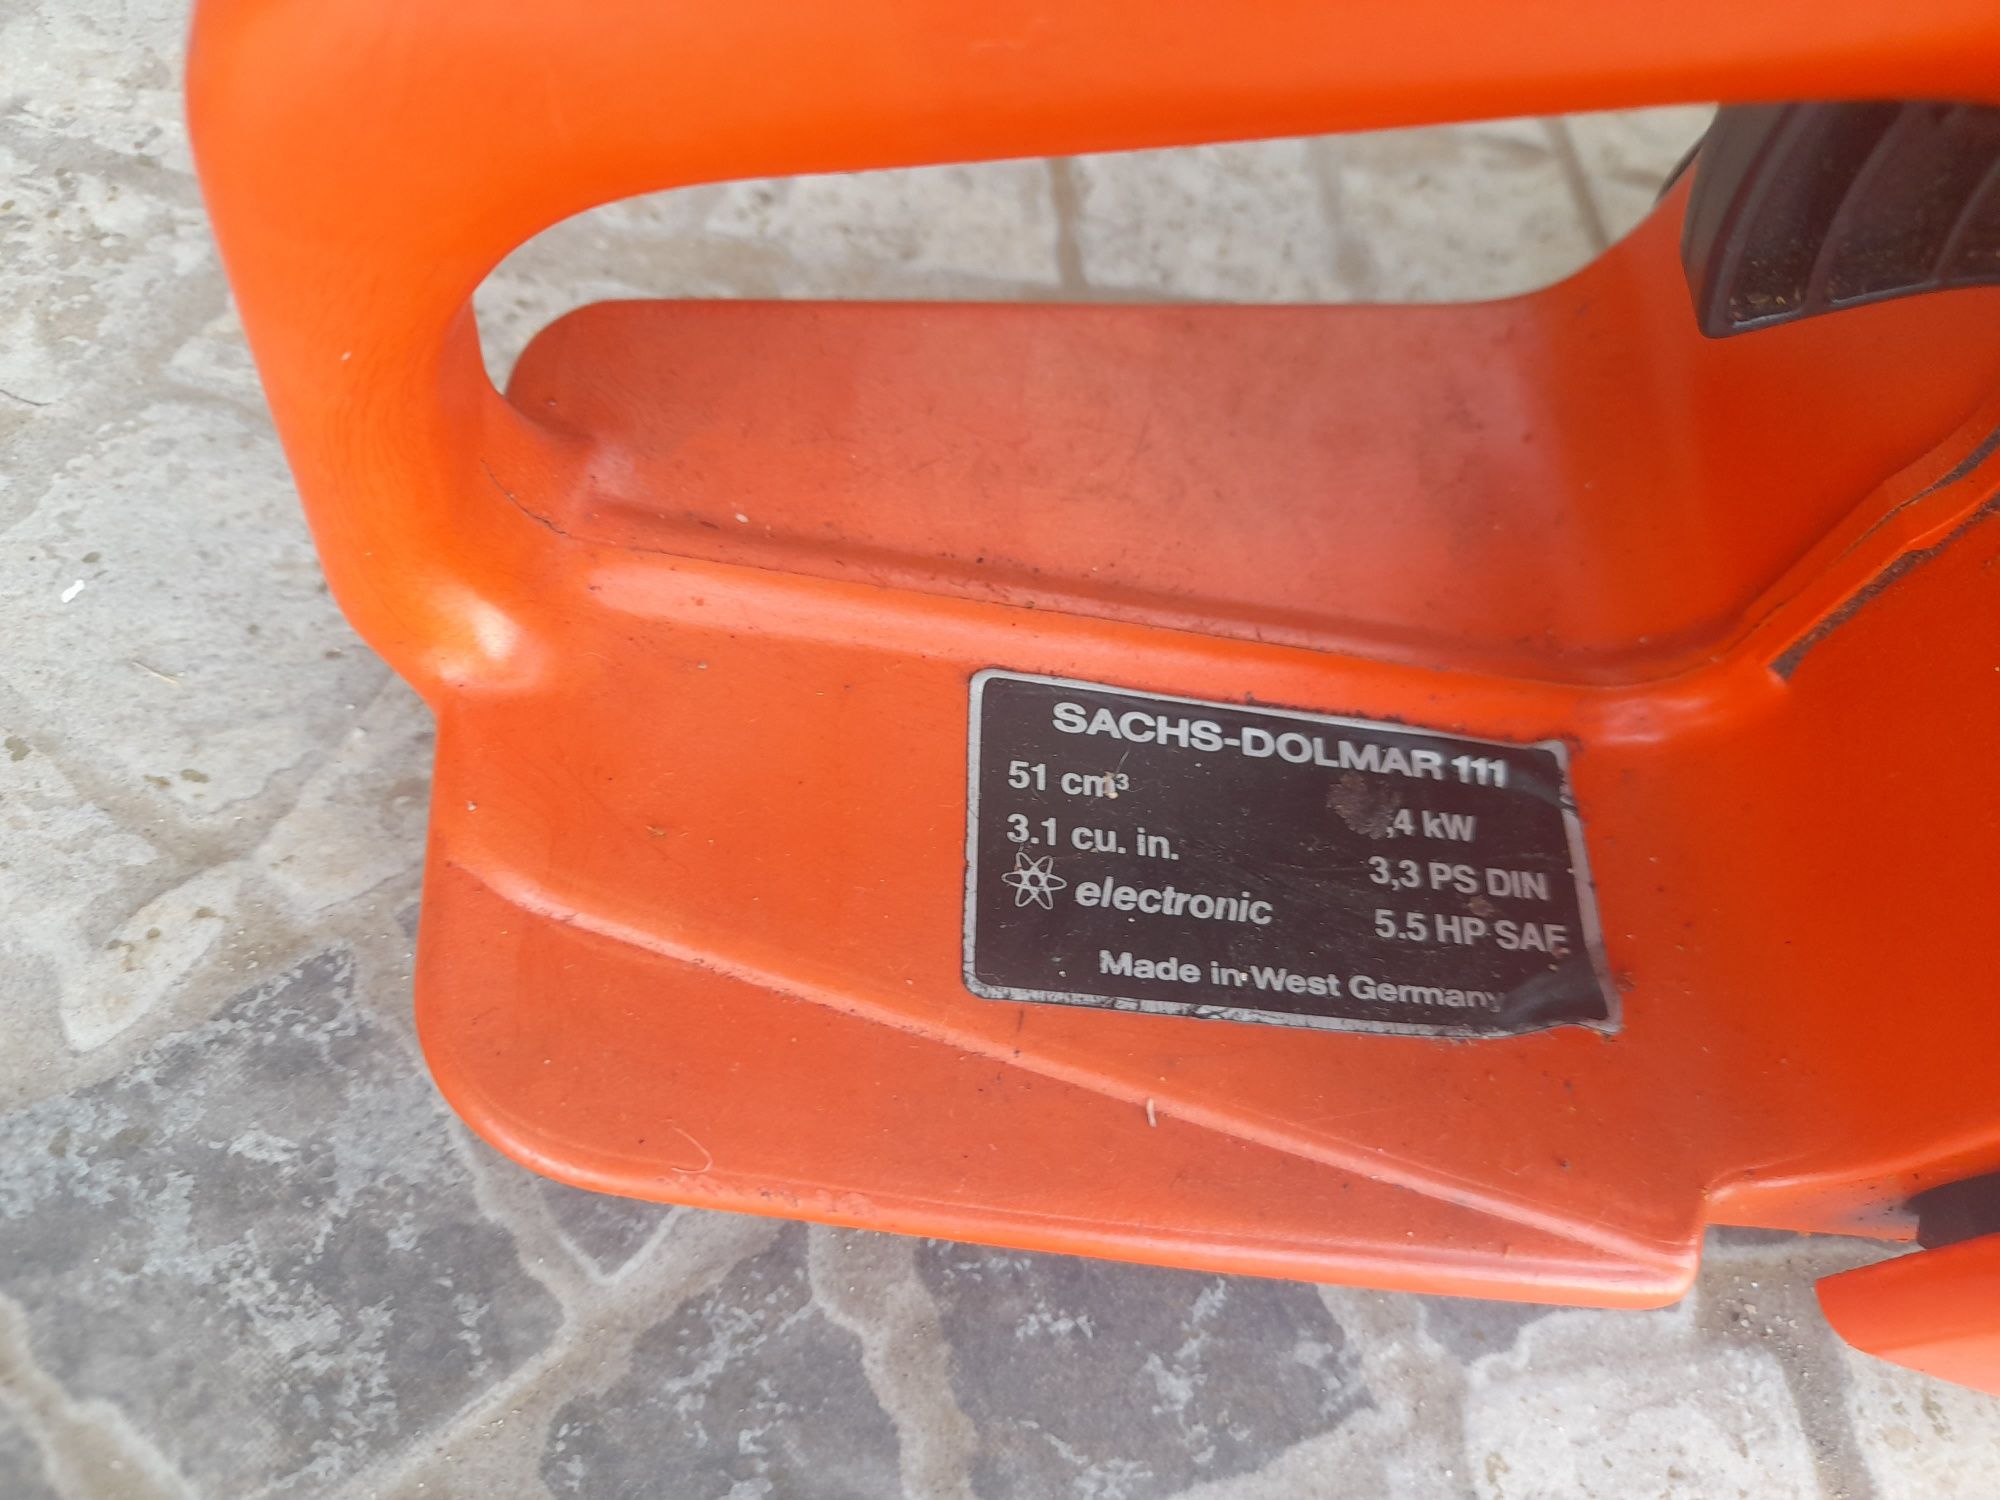 SACHS-DOLMAR 111
51 cm³
,4 kW
3.1 cu. in.
3,3 PS DIN
electronic
5.5 HP SAE
Made in West Germany